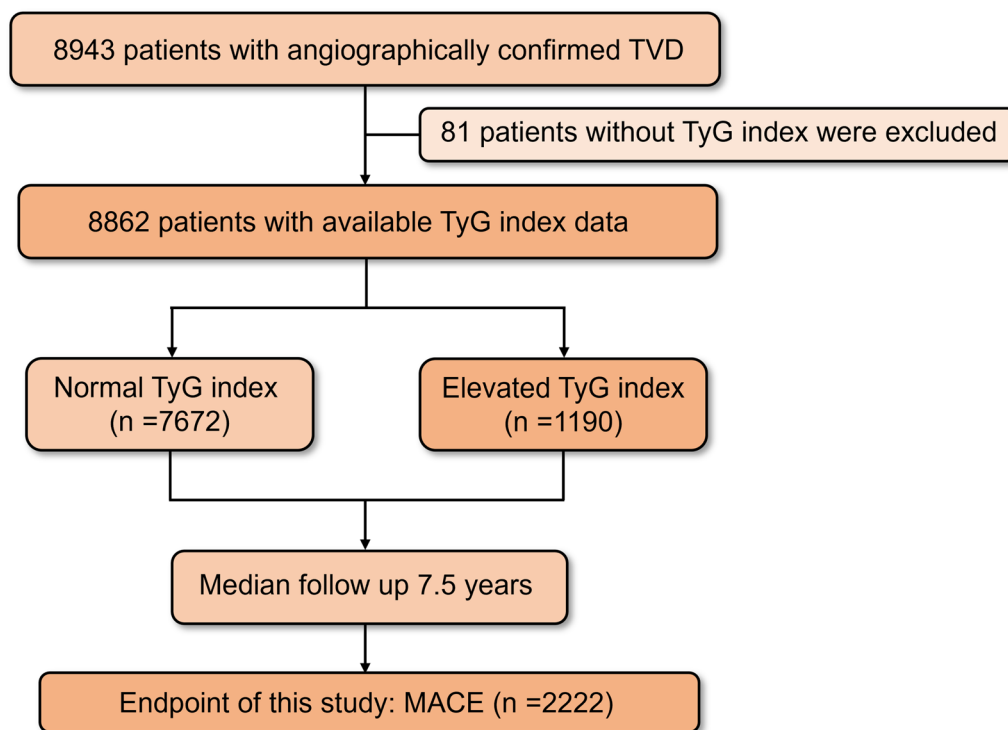 8943 patients with angiographically confirmed TVD
81 patients without TyG index were excluded
8862 patients with available TyG index data
Normal TyG index
(n =7672)
Elevated TyG index
(n =1190)
Median follow up 7.5 years
Endpoint of this study: MACE (n =2222)